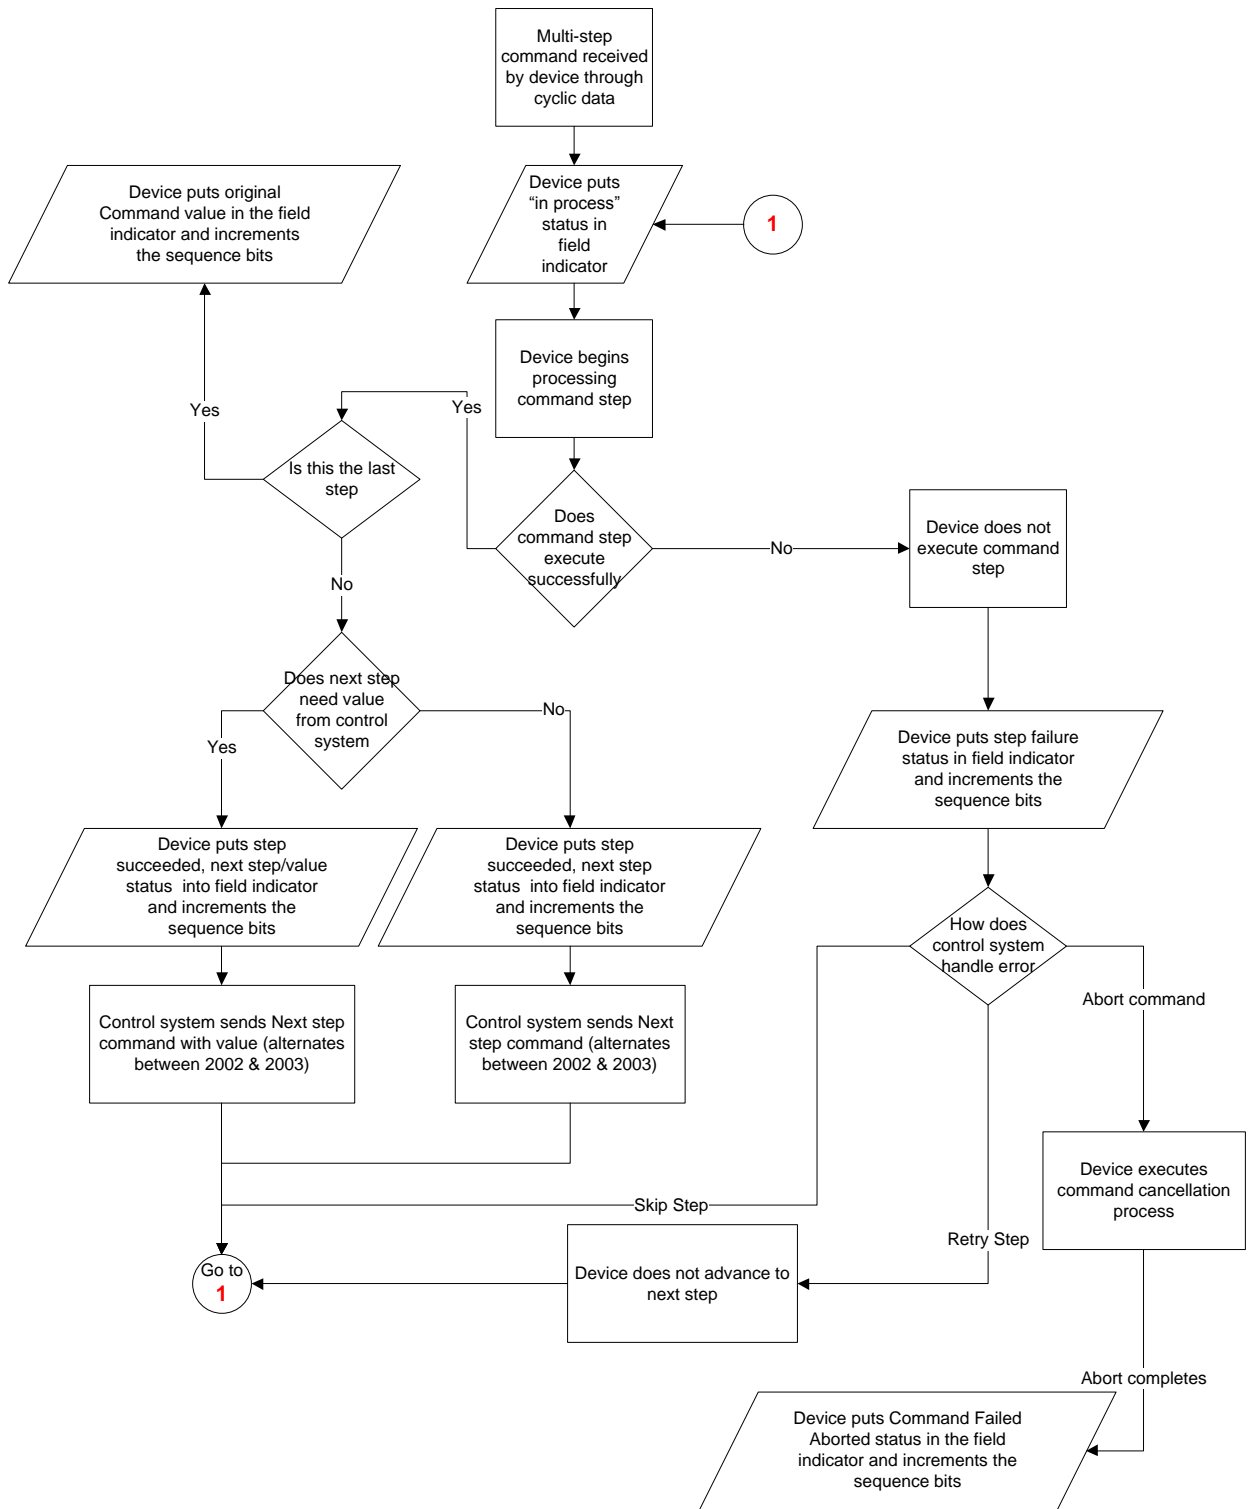 Multi-step
command received
by device through
cyclic data
Device puts original
Command value in the field
indicator and increments
the sequence bits
Device puts
“in process”
status in
field
indicator
1
Device begins
processing
command step
Yes
Yes
Is this the last
step
Does
command step
execute
successfully
No
Device does not
execute command
step
No
Does next step
need value
from control
system
No
Yes
Device puts step failure
status in field indicator
and increments the
sequence bits
Device puts step
succeeded, next step/value
status into field indicator
and increments the
sequence bits
Device puts step
succeeded, next step
status into field indicator
and increments the
sequence bits
How does
control system
handle error
Abort command
Control system sends Next step
command with value (alternates
between 2002 & 2003)
Control system sends Next
step command (alternates
between 2002 & 2003)
Device executes
command cancellation
process
Skip Step
Retry Step
Go to
1
Device does not advance to
next step
Abort completes
Device puts Command Failed
Aborted status in the field
indicator and increments the
sequence bits